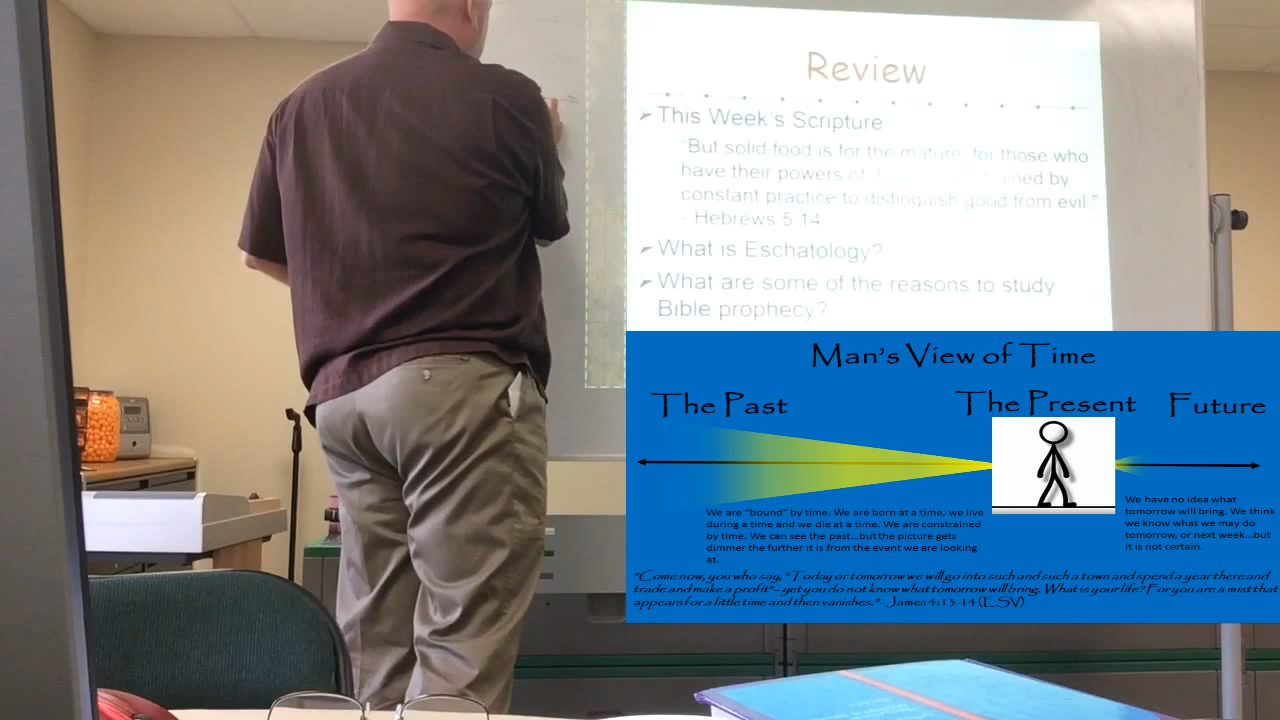 Review
This Week's Scripture
"But solid food is for the mature, for those who
have their powers of ained by
constant practice to distinguish good from evil."
- Hebrews 5:14
What is Eschatology?
What are some of the reasons to study
Bible prophecy?
Man's View of Time
The Past
The Present
Future
We are "bound" by time. We are born at a time, we live
during a time and we die at a time. We are constrained
by time. We can see the past...but the picture gets
dimmer the further it is from the event we are looking
at.
We have no idea what
tomorrow will bring. We think
we know what we may do
tomorrow, or next week...but
it is not certain.
"Come now, you who say, "Today or tomorrow we will go into such and such a town and spend a year there and
trade and make a profit"—yet you do not know what tomorrow will bring. What is your life? For you are a mist that
appears for a little time and then vanishes." - James 4:13-14 (ESV)